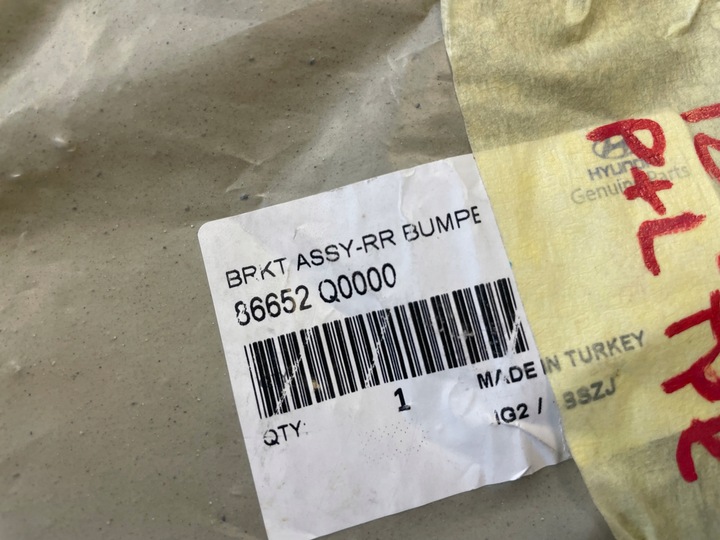 BRKT ASSY-RR BUMPE
86652 Q0000
HYUNDAI
Genuine Parts
MADE IN TURKEY
QTY:
1
P+L